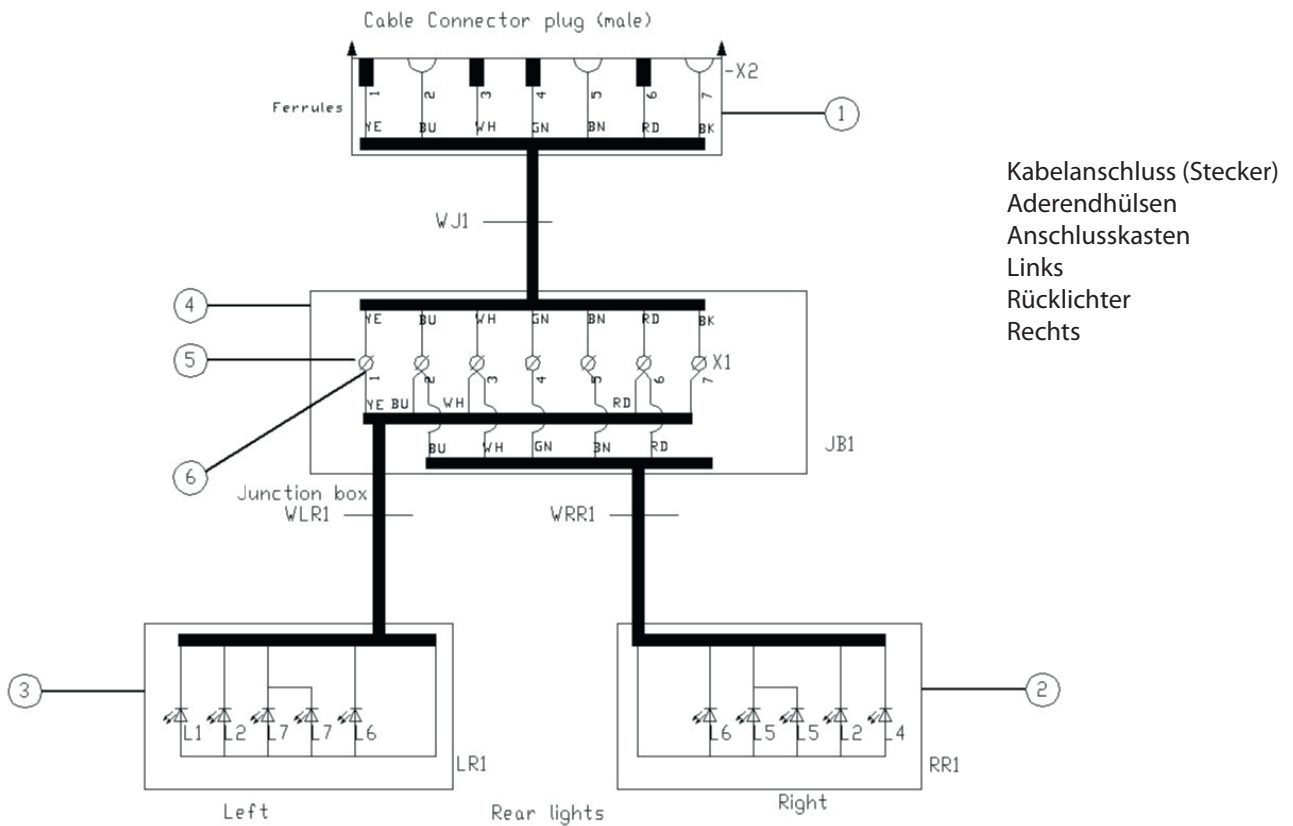 Cable Connector plug (male)
-X2
1 2 3 4 5 6 7
Ferrules
1
YE BU WH GN BN RD BK
Kabelanschluss (Stecker)
Aderendhülsen
Anschlusskasten
Links
Rücklichter
Rechts
WJ1
4
YE BU WH GN BN RD BK
5
X1
1 2 3 4 5 6 7
YE BU WH RD
BU WH GN BN RD
JB1
6
Junction box
WLR1
WRR1
3
2
L1 L2 L7 L7 L6
L6 L5 L5 L2 L4
LR1
RR1
Left
Rear lights
Right